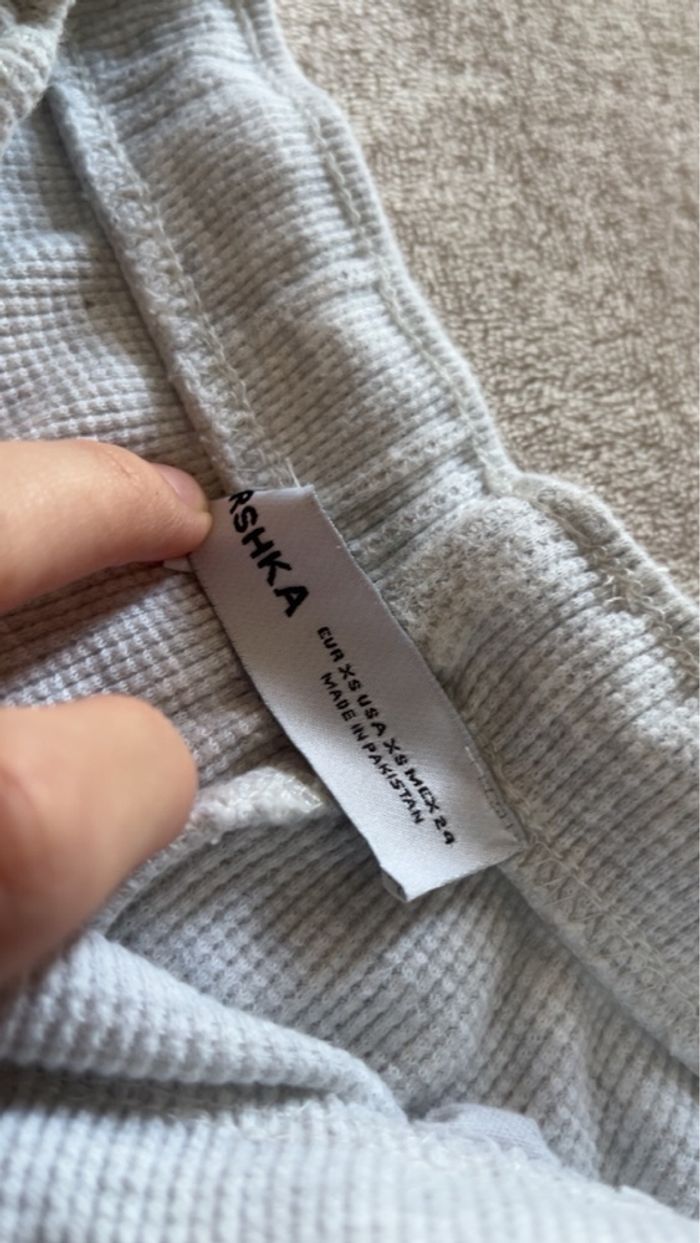 RSHKA
EUR XS USA XS MEX 24
MADE IN PAKISTAN